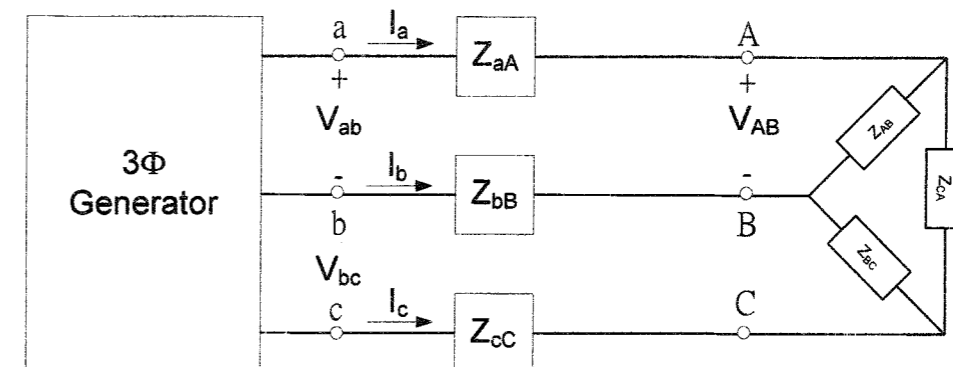 a
I_a
Z_aA
A
+
V_ab
+
V_AB
3Φ
Generator
-
I_b
Z_bB
-
b
B
V_bc
c
I_c
Z_cC
C
Z_AB
Z_CA
Z_BC